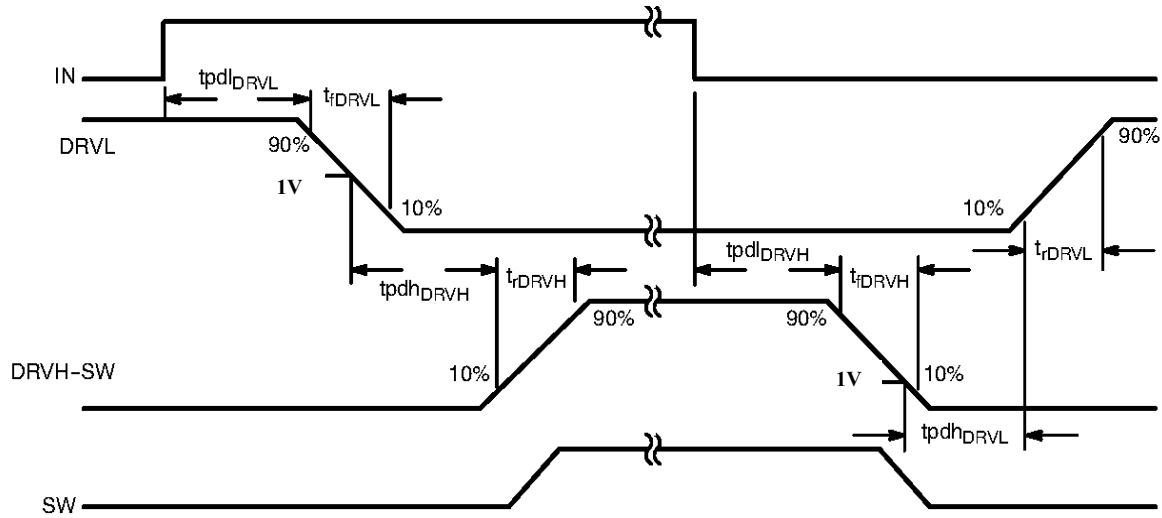 IN
tpdlDRVL
tfDRVL
DRVL
90%
90%
1V
10%
10%
tpdlDRVH
trDRVL
tpdhDRVH
trDRVH
tfDRVH
90%
90%
DRVH-SW
10%
1V
10%
tpdhDRVL
SW